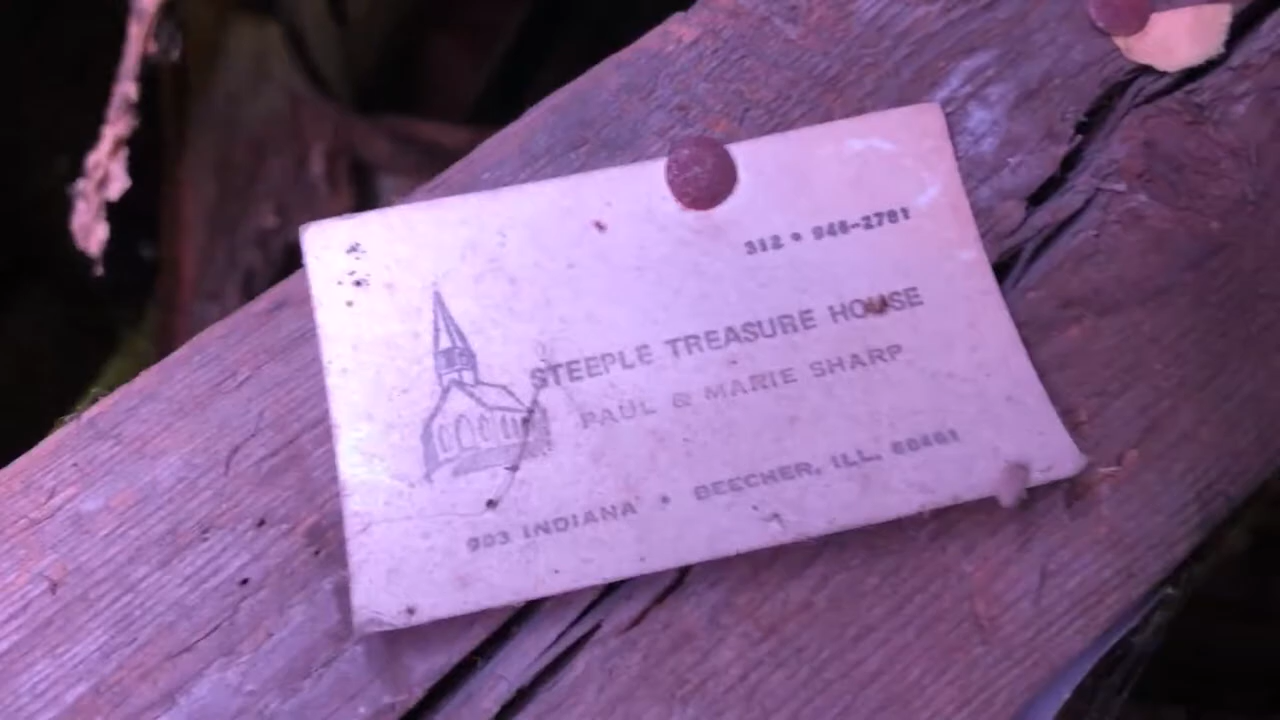 312 • 946-2781
STEEPLE TREASURE HOUSE
PAUL & MARIE SHARP
903 INDIANA • BEECHER, ILL. 60401